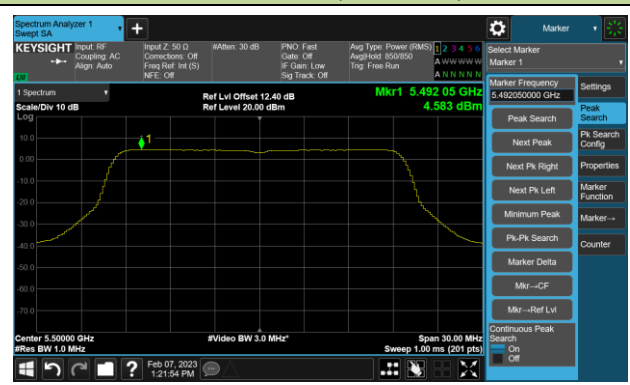 Spectrum Analyzer 1
Swept SA
Marker
KEYSIGHT
Input: RF
Coupling: AC
Align: Auto
Input Z: 50 Ω
Corrections: Off
Freq Ref: Int (S)
NFE: Off
#Atten: 30 dB
PNO: Fast
Gate: Off
IF Gain: Low
Sig Track: Off
Avg Type: Power (RMS)
Avg|Hold: 850/850
Trig: Free Run
1 2 3 4 5 6
A W W W W W
A N N N N N
LXI
Select Marker
Marker 1
1 Spectrum
Scale/Div 10 dB
Log
Ref Lvl Offset 12.40 dB
Ref Level 20.00 dBm
Mkr1 5.492 05 GHz
4.583 dBm
10.0
0.00
-10.0
-20.0
-30.0
-40.0
-50.0
-60.0
-70.0
1
Center 5.50000 GHz
#Res BW 1.0 MHz
#Video BW 3.0 MHz*
Span 30.00 MHz
Sweep 1.00 ms (201 pts)
Marker Frequency
5.492050000 GHz
Peak Search
Next Peak
Next Pk Right
Next Pk Left
Minimum Peak
Pk-Pk Search
Marker Delta
Mkr→CF
Mkr→Ref Lvl
Continuous Peak
Search
On
Off
Settings
Peak
Search
Pk Search
Config
Properties
Marker
Function
Marker→
Counter
?
Feb 07, 2023
1:21:54 PM